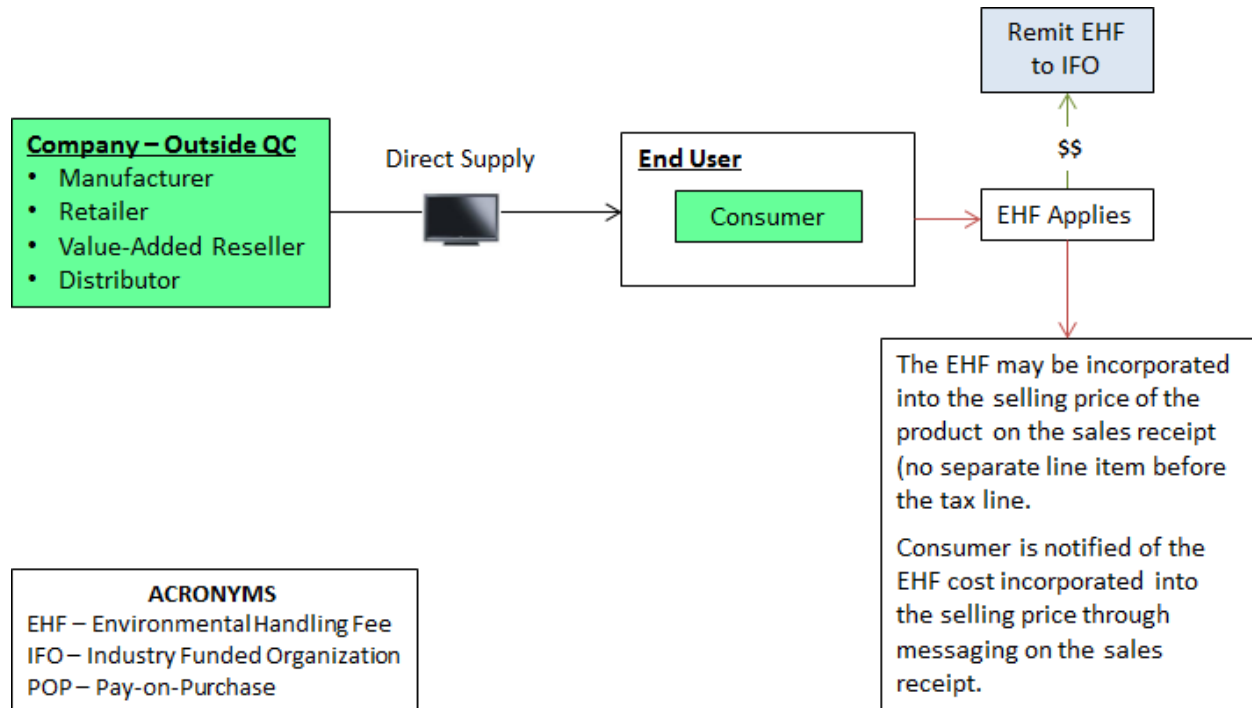 Remit EHF
to IFO
Company – Outside QC
• Manufacturer
• Retailer
• Value-Added Reseller
• Distributor
Direct Supply
End User
Consumer
$$
EHF Applies
The EHF may be incorporated
into the selling price of the
product on the sales receipt
(no separate line item before
the tax line.
Consumer is notified of the
EHF cost incorporated into
the selling price through
messaging on the sales
receipt.
ACRONYMS
EHF – Environmental Handling Fee
IFO – Industry Funded Organization
POP – Pay-on-Purchase